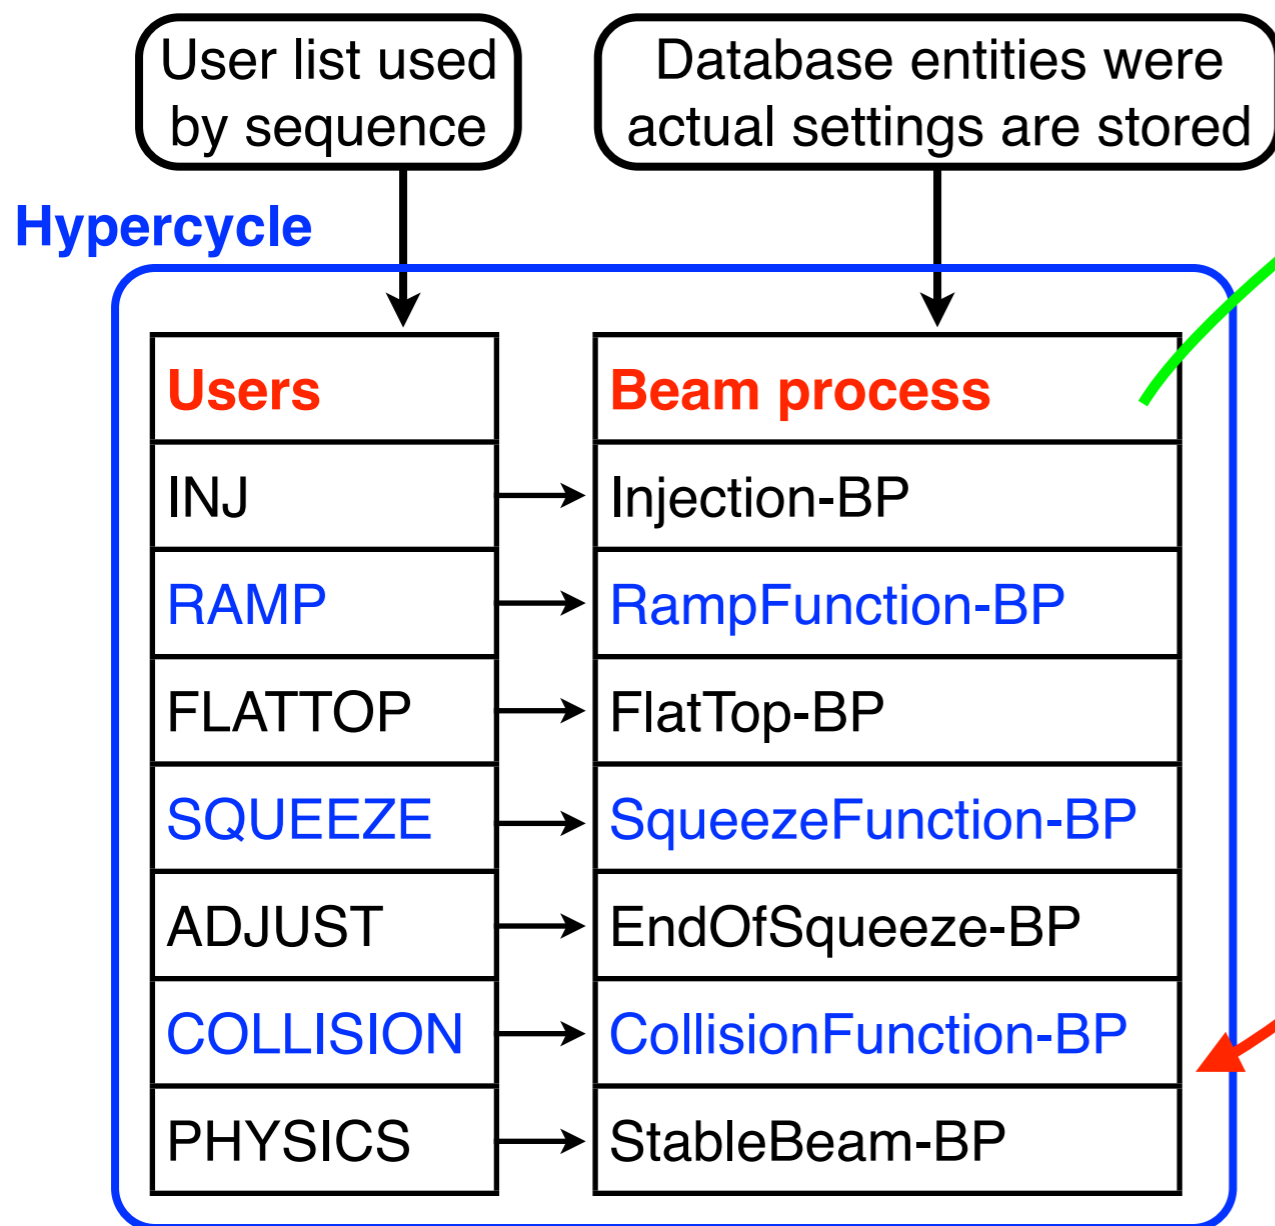 User list used
by sequence
Database entities were
actual settings are stored
Hypercycle
Users
Beam process
INJ
Injection-BP
RAMP
RampFunction-BP
FLATTOP
FlatTop-BP
SQUEEZE
SqueezeFunction-BP
ADJUST
EndOfSqueeze-BP
COLLISION
CollisionFunction-BP
PHYSICS
StableBeam-BP